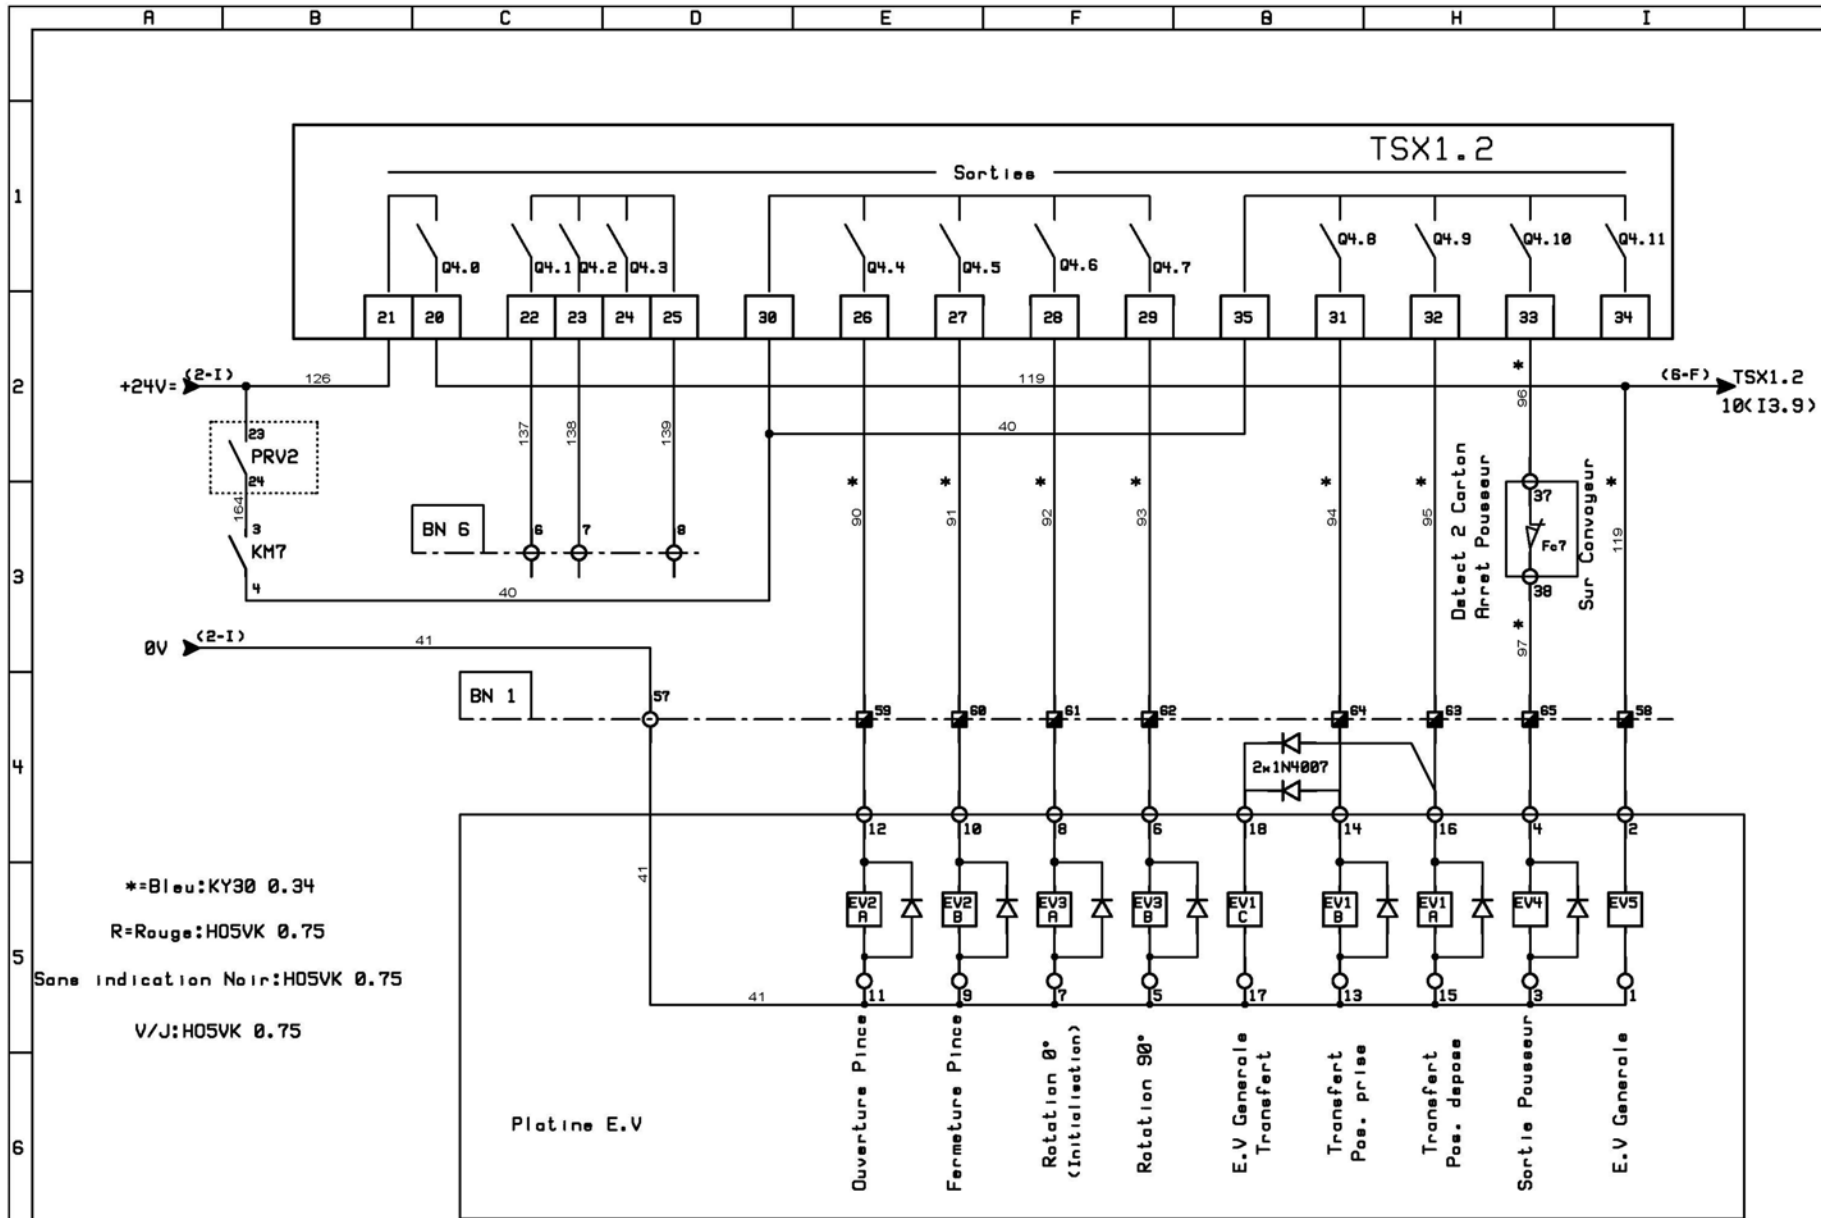 A B C D E F G H I
TSX1.2
Sorties
1
Q4.0 Q4.1 Q4.2 Q4.3 Q4.4 Q4.5 Q4.6 Q4.7 Q4.8 Q4.9 Q4.10 Q4.11
21 20 22 23 24 25 30 26 27 28 29 35 31 32 33 34
2
+24V= (2-I) 126 119 * 96 (6-F) TSX1.2
10(I3.9)
137 138 139 40
23
PRV2
24
164
3
KM7
4
BN 6 6 7 8
* 90 * 91 * 92 * 93 * 94 * 95 * 119
Detect 2 Carton
Arret Pousseur
37
Fc7
38
Sur Convoyeur
3
40
* 97
0V (2-I) 41
BN 1 57 59 60 61 62 64 63 65 58
4
2*1N4007
12 10 8 6 18 14 16 4 2
41
*=Bleu:KY30 0.34
EV2 A EV2 B EV3 A EV3 B EV1 C EV1 B EV1 A EV4 EV5
R=Rouge:HO5VK 0.75
5
Sans indication Noir:HO5VK 0.75
41 11 9 7 5 17 13 15 3 1
V/J:HO5VK 0.75
Platine E.V
6
Ouverture Pince
Fermeture Pince
Rotation 0°
(Initialisation)
Rotation 90°
E.V Generale
Transfert
Transfert
Pos. prise
Transfert
Pos. depose
Sortie Pousseur
E.V Generale